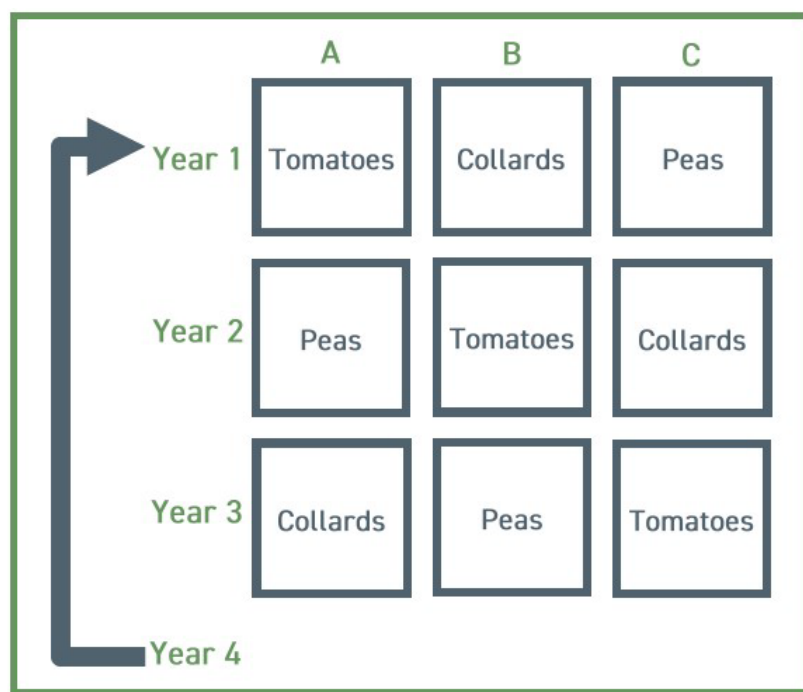 A B C
Year 1 Tomatoes Collards Peas
Year 2 Peas Tomatoes Collards
Year 3 Collards Peas Tomatoes
Year 4